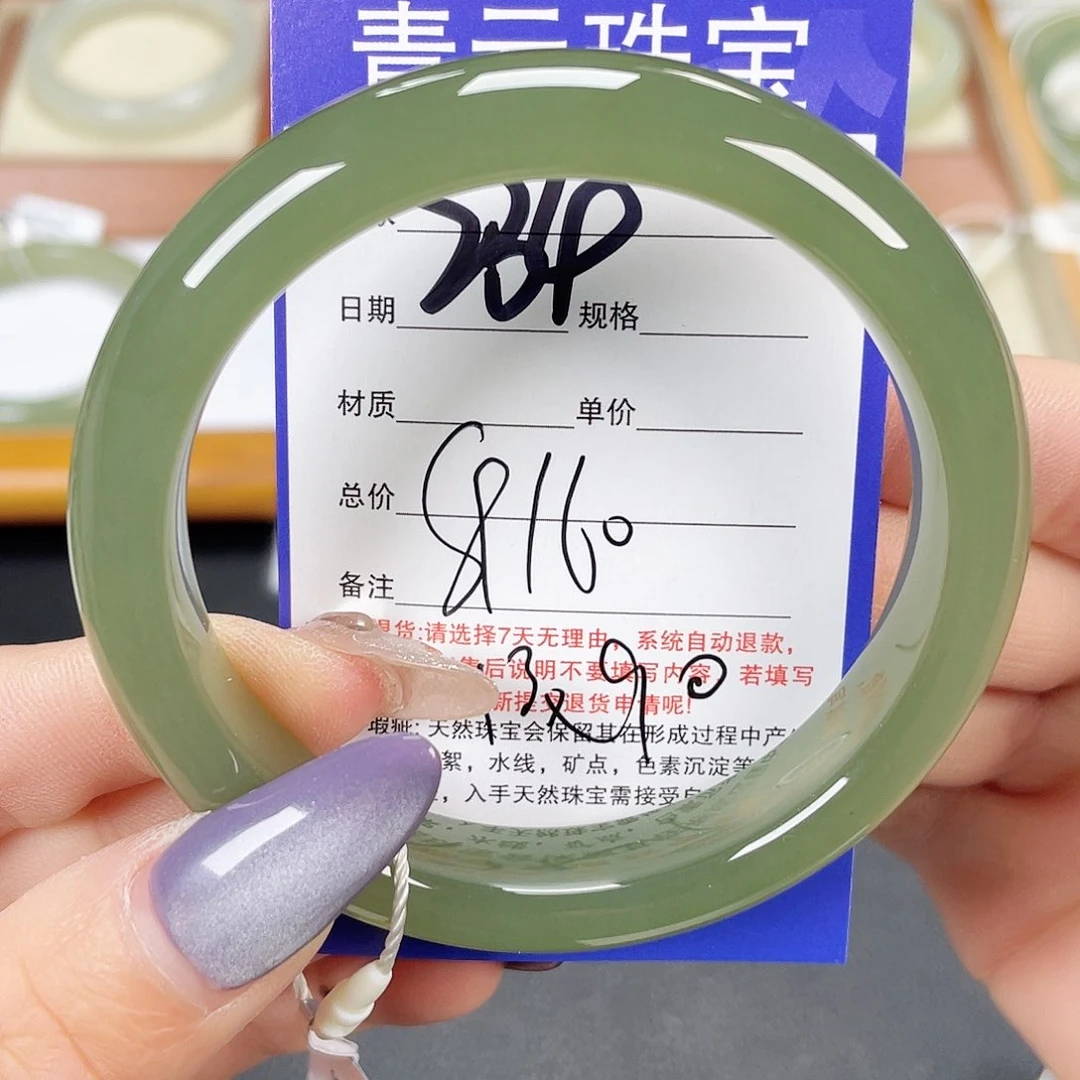 青云珠宝
日期 规格
材质 单价
总价 8160
备注
退货:请选择7天无理由，系统自动退款，
售后说明不要填写内容，若填写
新提交退货申请呢!
.3x90
瑕疵: 天然珠宝会保留其在形成过程中产
絮，水线，矿点，色素沉淀等
，入手天然珠宝需接受